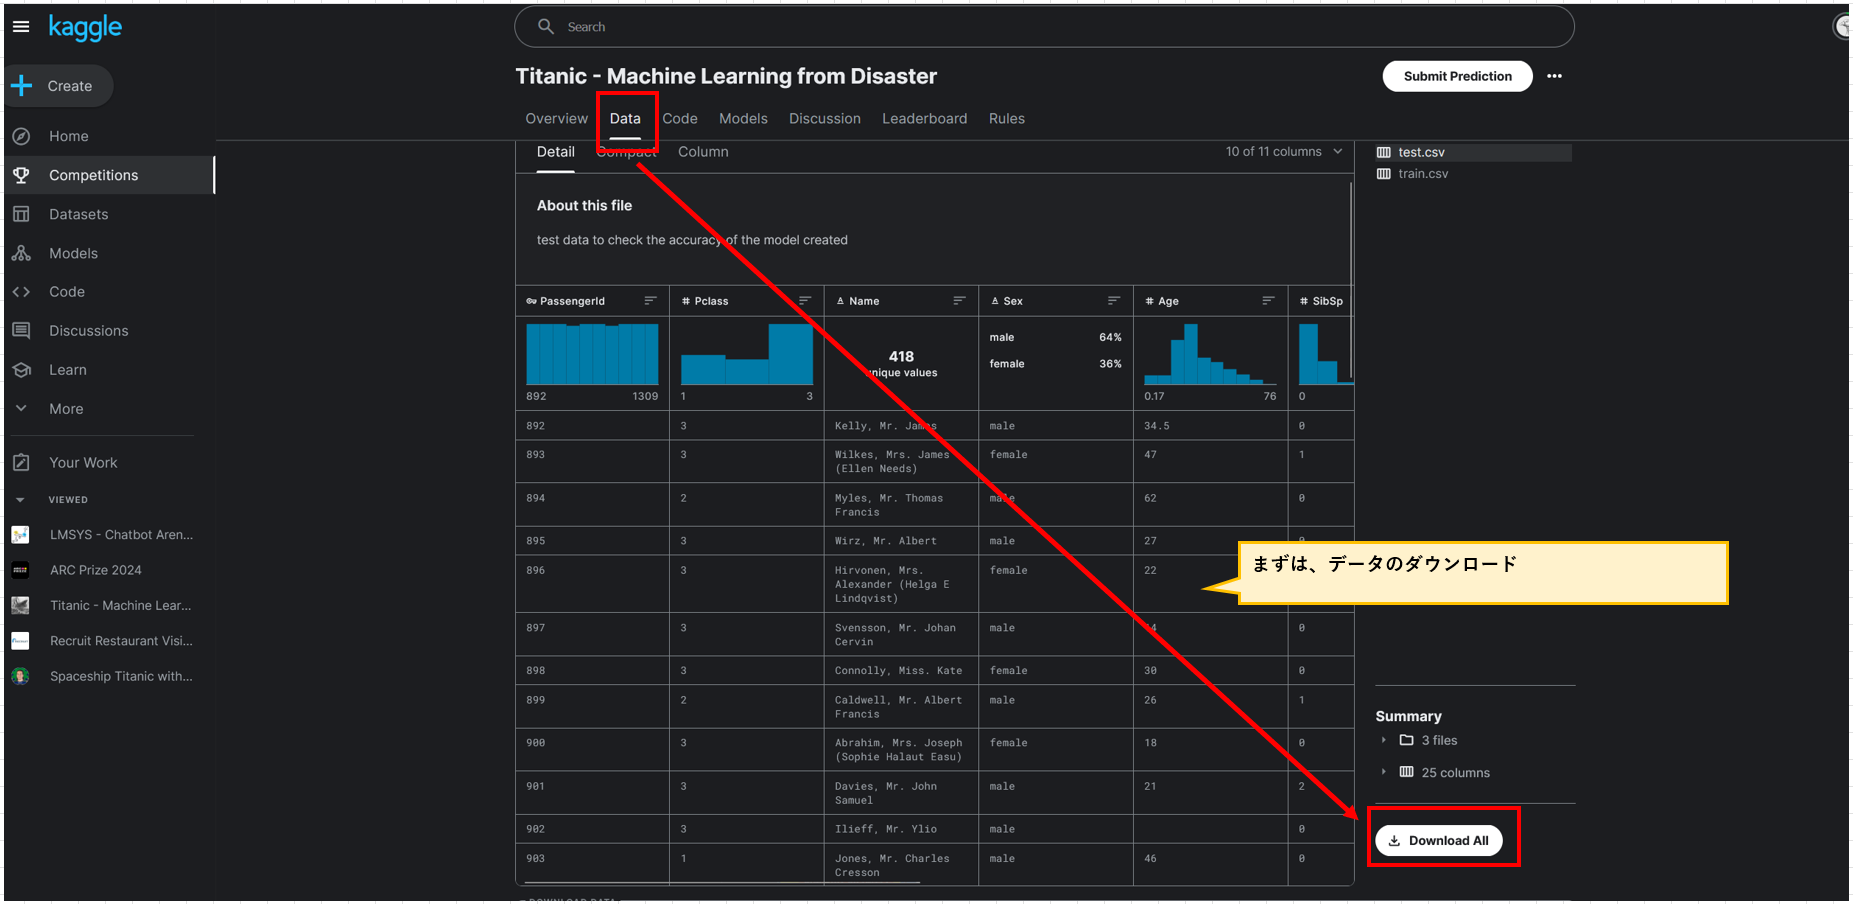 kaggle
Search
Create
Home
Competitions
Datasets
Models
Code
Discussions
Learn
More
Your Work
VIEWED
LMSYS - Chatbot Aren...
ARC Prize 2024
Titanic - Machine Lear...
Recruit Restaurant Visi...
Spaceship Titanic with...
Titanic - Machine Learning from Disaster
Submit Prediction
Overview Data Code Models Discussion Leaderboard Rules
Detail Compact Column 10 of 11 columns
About this file
test data to check the accuracy of the model created
PassengerId # Pclass A Name A Sex # Age # SibSp
892 1309
1 3
418
unique values
male 64%
female 36%
0.17 76
0
892 3 Kelly, Mr. James male 34.5 0
893 3 Wilkes, Mrs. James female 47 1
(Ellen Needs)
894 2 Myles, Mr. Thomas male 62 0
Francis
895 3 Wirz, Mr. Albert male 27 0
896 3 Hirvonen, Mrs. female 22
Alexander (Helga E
Lindqvist)
897 3 Svensson, Mr. Johan male 14 0
Cervin
898 3 Connolly, Miss. Kate female 30 0
899 2 Caldwell, Mr. Albert male 26 1
Francis
900 3 Abrahim, Mrs. Joseph female 18 0
(Sophie Halaut Easu)
901 3 Davies, Mr. John male 21 2
Samuel
902 3 Ilieff, Mr. Ylio male 0
903 1 Jones, Mr. Charles male 46 0
Cresson
まずは、データのダウンロード
test.csv
train.csv
Summary
3 files
25 columns
Download All